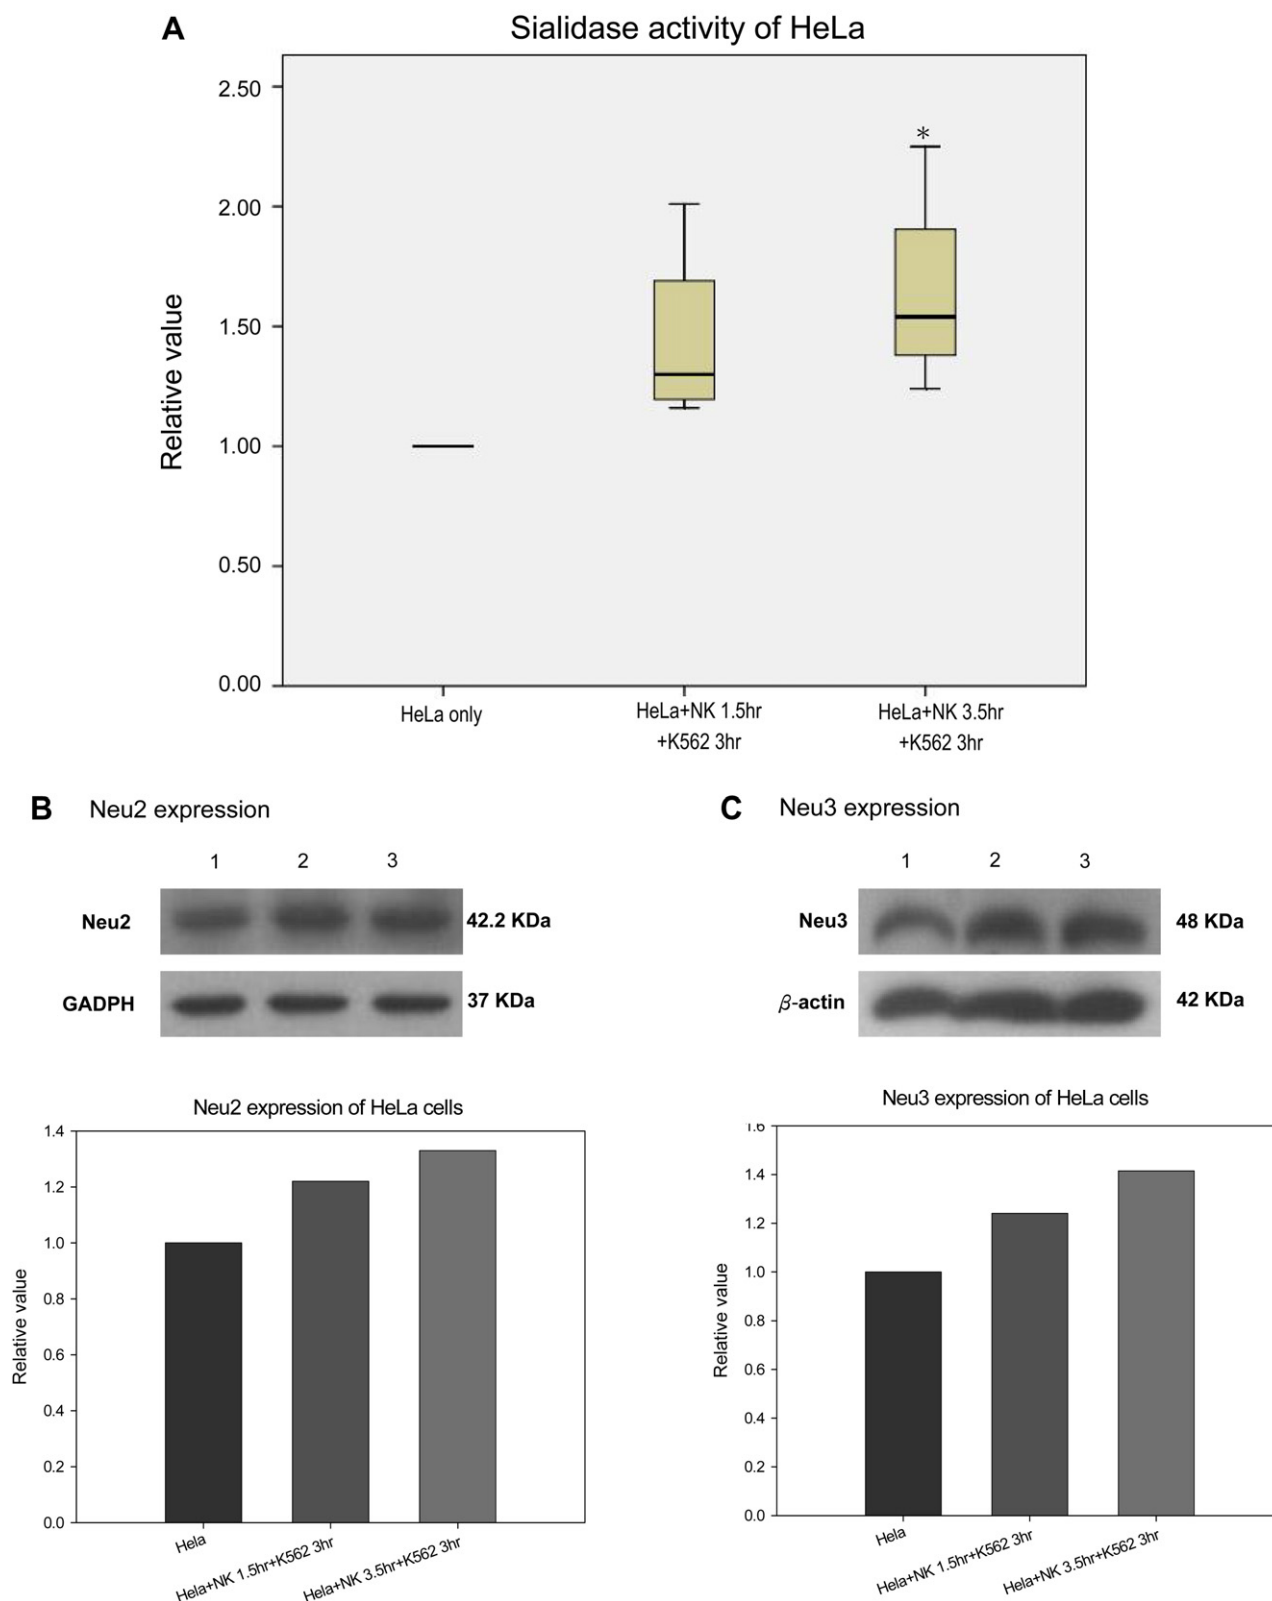 A
Sialidase activity of HeLa
2.50
*
2.00
1.50
1.00
0.50
0.00
Relative value
HeLa only
HeLa+NK 1.5hr
+K562 3hr
HeLa+NK 3.5hr
+K562 3hr
B Neu2 expression
1 2 3
Neu2 42.2 KDa
GADPH 37 KDa
Neu2 expression of HeLa cells
1.4
1.2
1.0
0.8
0.6
0.4
0.2
0.0
Relative value
Hela
Hela+NK 1.5hr+K562 3hr
Hela+NK 3.5hr+K562 3hr
C Neu3 expression
1 2 3
Neu3 48 KDa
β-actin 42 KDa
Neu3 expression of HeLa cells
1.6
1.4
1.2
1.0
0.8
0.6
0.4
0.2
0.0
Relative value
Hela
Hela+NK 1.5hr+K562 3hr
Hela+NK 3.5hr+K562 3hr